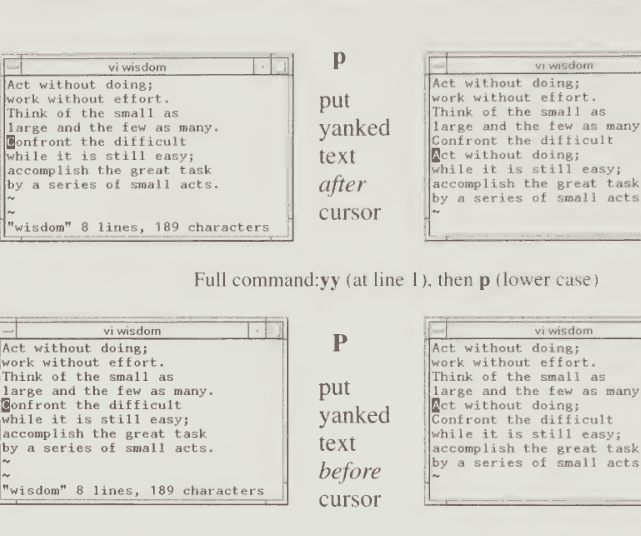 vi wisdom
Act without doing;
work without effort.
Think of the small as
large and the few as many.
Confront the difficult
while it is still easy;
accomplish the great task
by a series of small acts.
~
~
"wisdom" 8 lines, 189 characters
p
put
yanked
text
after
cursor
vi wisdom
Act without doing;
work without effort.
Think of the small as
large and the few as many
Confront the difficult
Act without doing;
while it is still easy;
accomplish the great task
by a series of small acts
~
Full command:yy (at line 1), then p (lower case)
vi wisdom
Act without doing;
work without effort.
Think of the small as
large and the few as many.
Confront the difficult
while it is still easy;
accomplish the great task
by a series of small acts.
~
~
"wisdom" 8 lines, 189 characters
P
put
yanked
text
before
cursor
vi wisdom
Act without doing;
work without effort.
Think of the small as
large and the few as many
Act without doing;
Confront the difficult
while it is still easy;
accomplish the great task
by a series of small acts
~